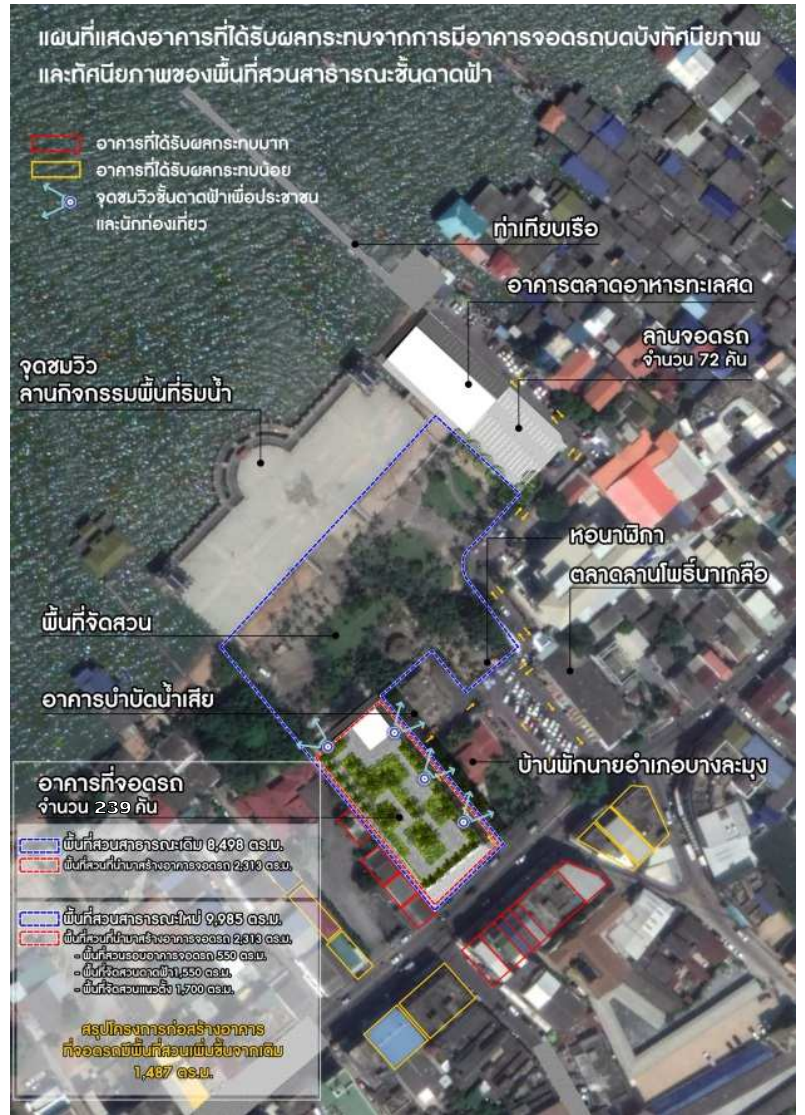 แผนที่แสดงอาคารที่ได้รับผลกระทบจากการมีอาคารจอดรถบดบังทัศนียภาพ
และทัศนียภาพของพื้นที่สวนสาธารณะชั้นดาดฟ้า
อาคารที่ได้รับผลกระทบมาก
อาคารที่ได้รับผลกระทบน้อย
จุดชมวิวชั้นดาดฟ้าเพื่อประชาชน
และนักท่องเที่ยว
ท่าเทียบเรือ
อาคารตลาดอาหารทะเลสด
ลานจอดรถ
จำนวน 72 คัน
จุดชมวิว
ลานกิจกรรมพื้นที่ริมน้ำ
หอนาฬิกา
ตลาดลานโพธิ์นาเกลือ
พื้นที่จัดสวน
อาคารบำบัดน้ำเสีย
บ้านพักนายอำเภอบางละมุง
อาคารที่จอดรถ
จำนวน 239 คัน
พื้นที่สวนสาธารณะเดิม 8,498 ตร.ม.
พื้นที่สวนที่นำมาสร้างอาคารจอดรถ 2,313 ตร.ม.
พื้นที่สวนสาธารณะใหม่ 9,985 ตร.ม.
พื้นที่สวนที่นำมาสร้างอาคารจอดรถ 2,313 ตร.ม.
- พื้นที่สวนรอบอาคารจอดรถ 550 ตร.ม.
- พื้นที่จัดสวนดาดฟ้า1,550 ตร.ม.
- พื้นที่จัดสวนแนวตั้ง 1,700 ตร.ม.
สรุปโครงการก่อสร้างอาคาร
ที่จอดรถมีพื้นที่สวนเพิ่มขึ้นจากเดิม
1,487 ตร.ม.